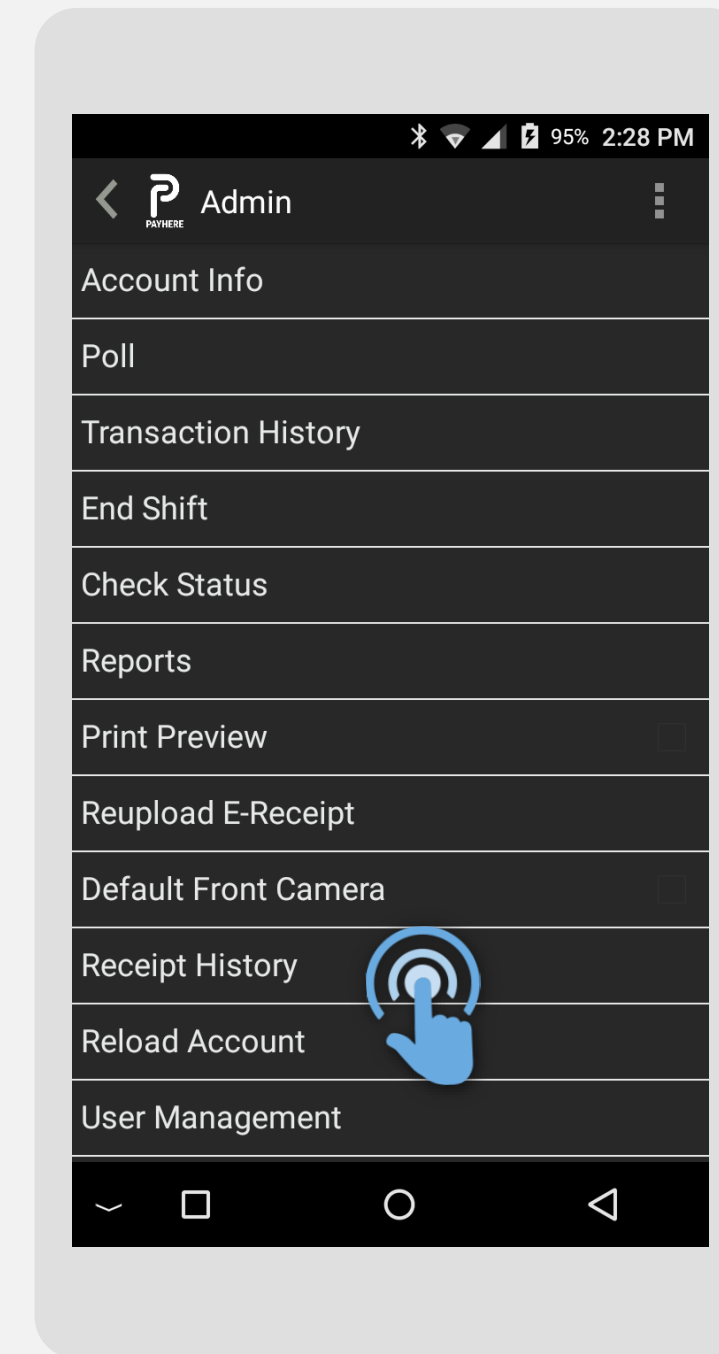 95% 2:28 PM
PAYHERE
Admin
Account Info
Poll
Transaction History
End Shift
Check Status
Reports
Print Preview
Reupload E-Receipt
Default Front Camera
Receipt History
Reload Account
User Management